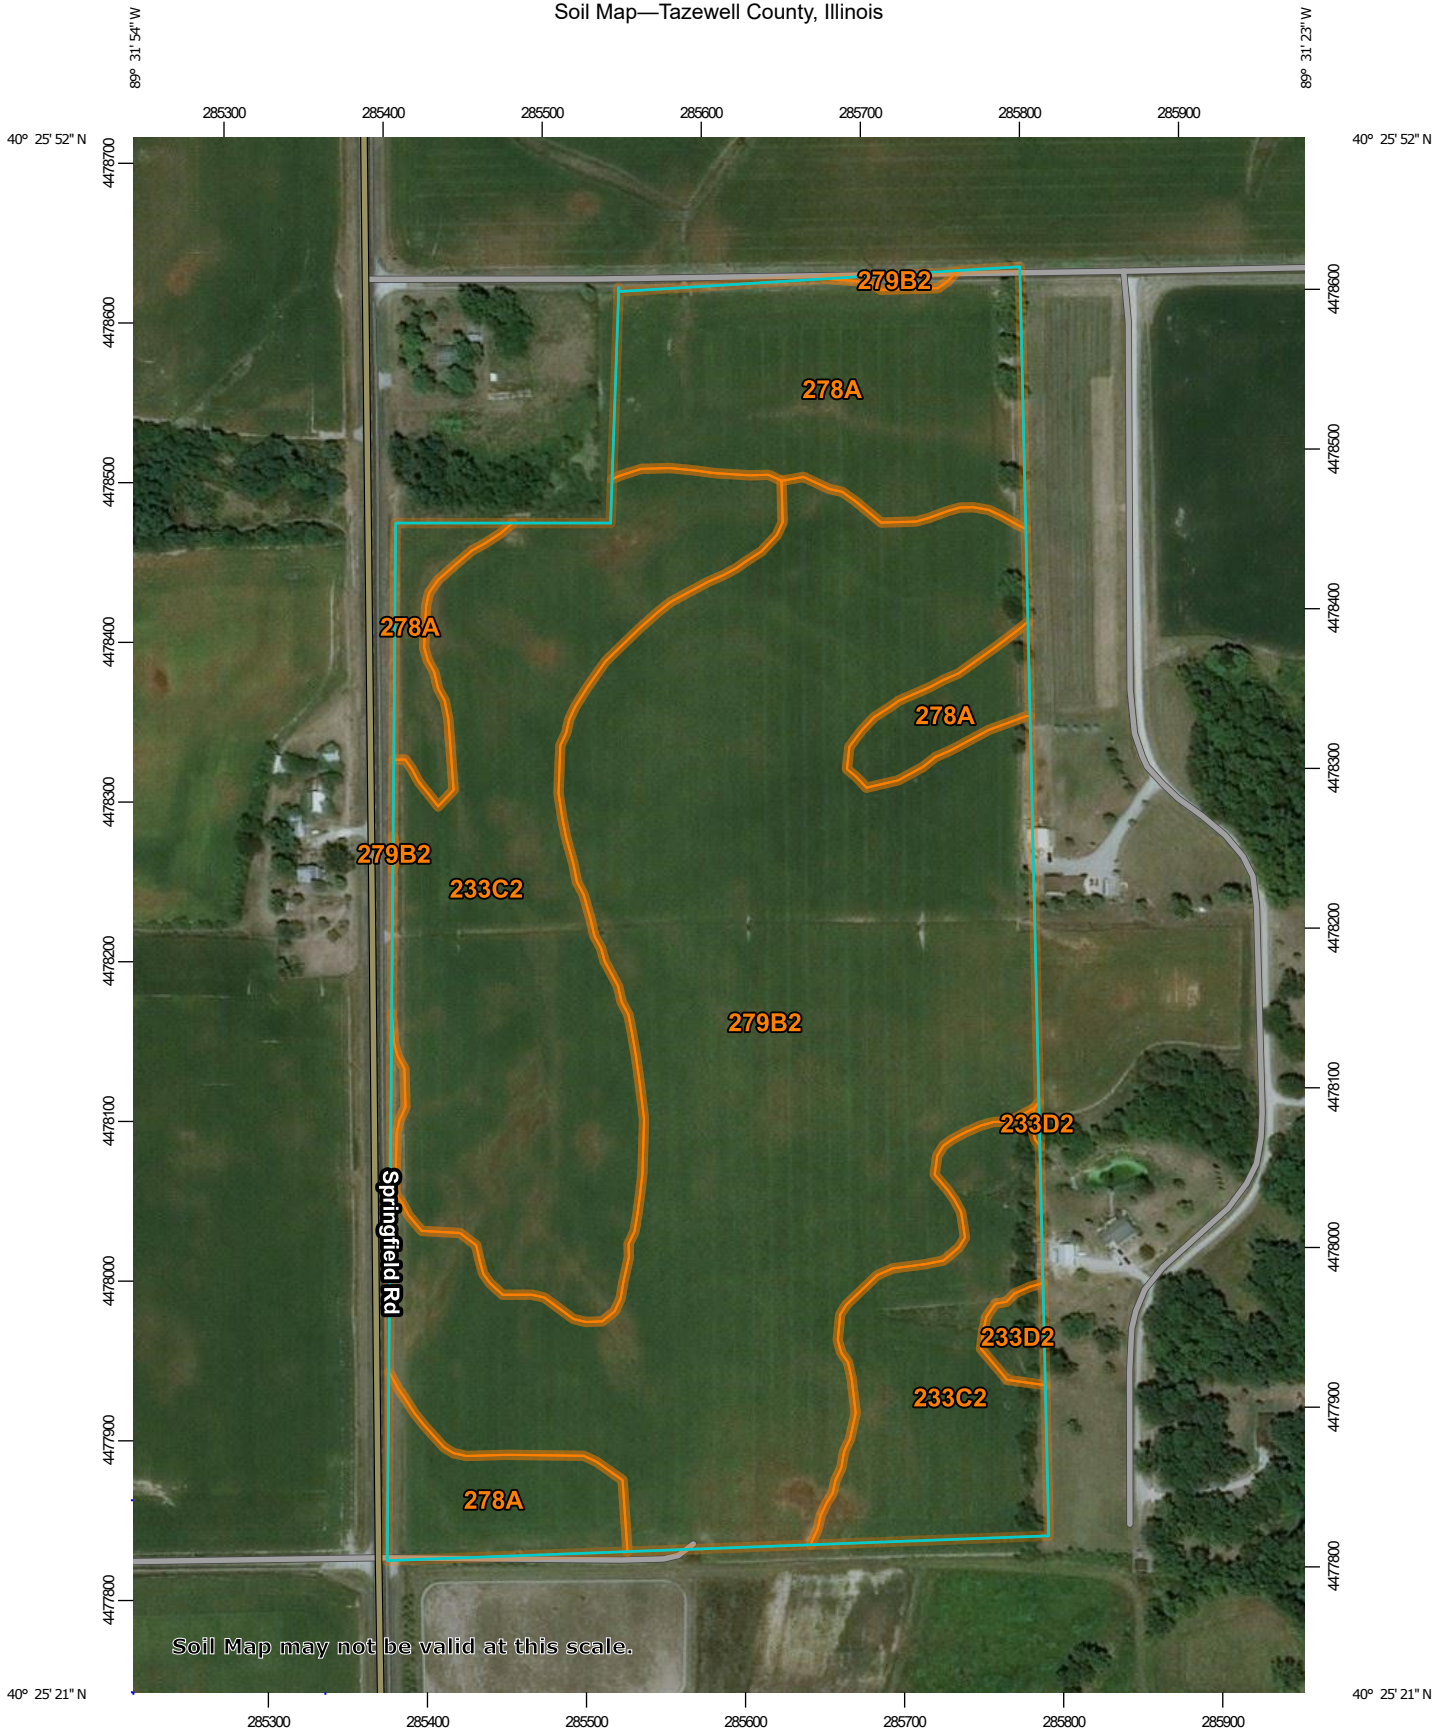 Soil Map—Tazewell County, Illinois
89° 31' 54'' W
89° 31' 23'' W
285300 285400 285500 285600 285700 285800 285900
40° 25' 52'' N
40° 25' 52'' N
4478700
279B2
4478600
4478600
278A
4478500
4478500
4478400
278A
4478400
278A
4478300
4478300
279B2
233C2
4478200
4478200
279B2
4478100
4478100
233D2
Springfield Rd
4478000
4478000
233D2
233C2
4477900
4477900
278A
4477800
4477800
Soil Map may not be valid at this scale.
40° 25' 21'' N
40° 25' 21'' N
285300 285400 285500 285600 285700 285800 285900